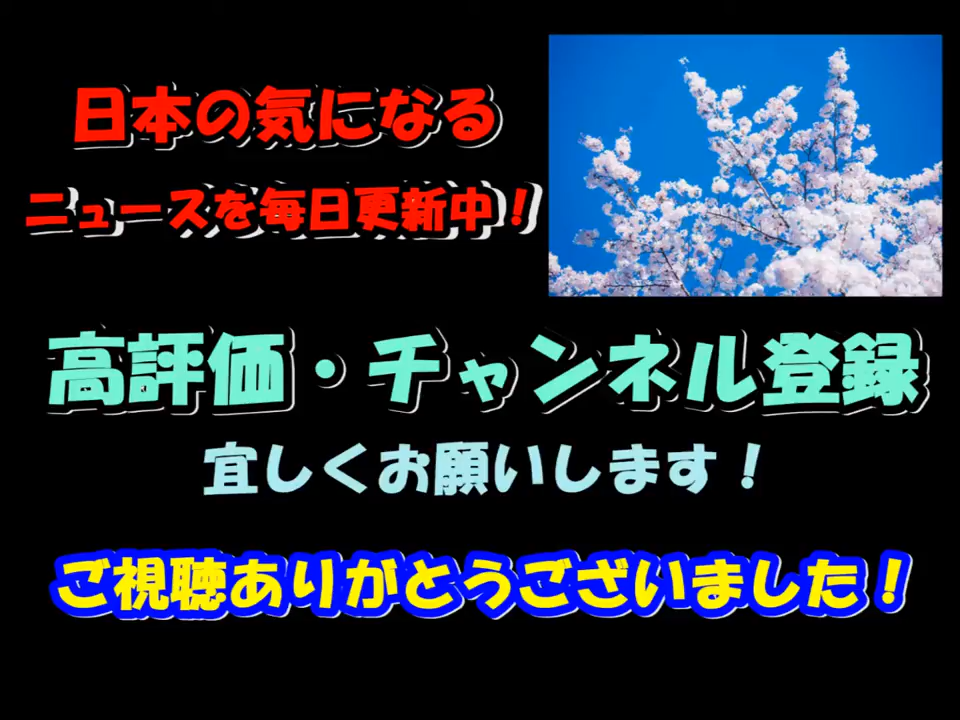 日本の気になる
ニュースを毎日更新中！
高評価・チャンネル登録
宜しくお願いします！
ご視聴ありがとうございました！